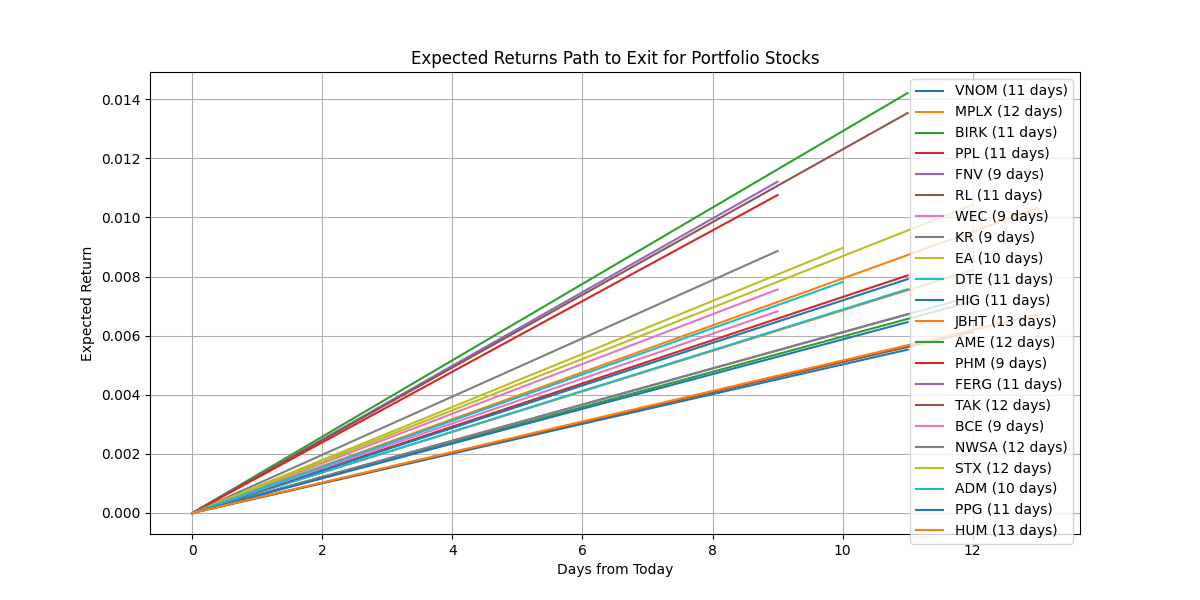 Expected Returns Path to Exit for Portfolio Stocks
Expected Return
0.014
0.012
0.010
0.008
0.006
0.004
0.002
0.000
VNOM (11 days)
MPLX (12 days)
BIRK (11 days)
PPL (11 days)
FNV (9 days)
RL (11 days)
WEC (9 days)
KR (9 days)
EA (10 days)
DTE (11 days)
HIG (11 days)
JBHT (13 days)
AME (12 days)
PHM (9 days)
FERG (11 days)
TAK (12 days)
BCE (9 days)
NWSA (12 days)
STX (12 days)
ADM (10 days)
PPG (11 days)
HUM (13 days)
0 2 4 6 8 10 12
Days from Today